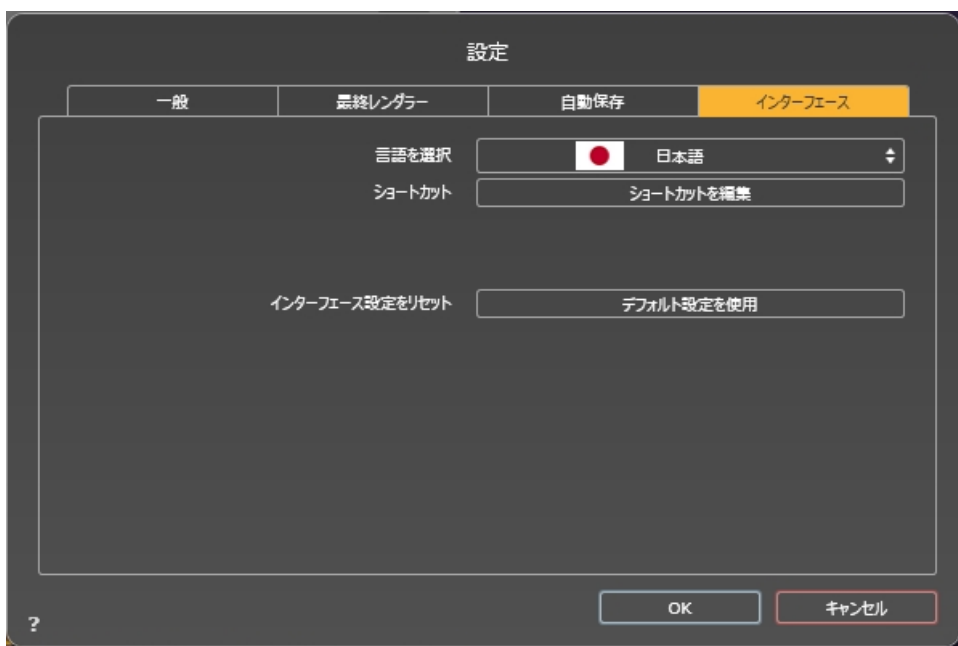 設定
一般 最終レンダラー 自動保存 インターフェース
言語を選択 日本語
ショートカット ショートカットを編集
インターフェース設定をリセット デフォルト設定を使用
OK キャンセル
?